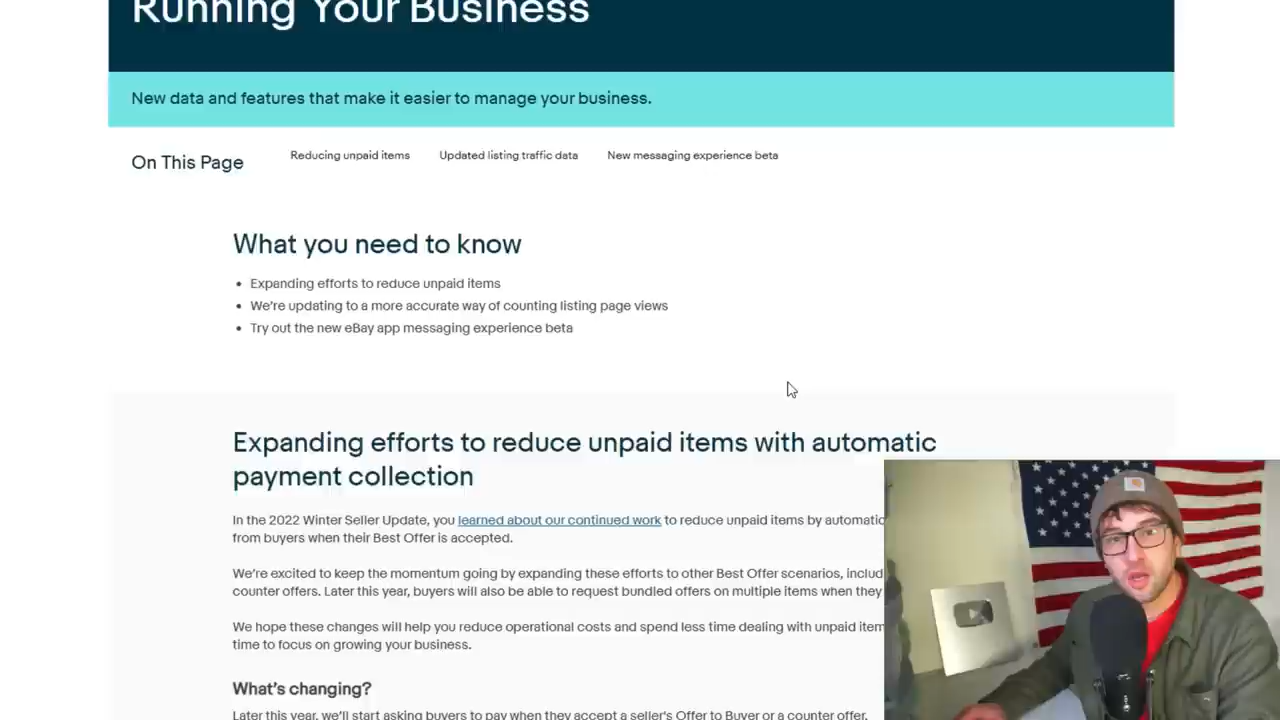 Running Your Business
New data and features that make it easier to manage your business.
On This Page
Reducing unpaid items
Updated listing traffic data
New messaging experience beta
What you need to know
• Expanding efforts to reduce unpaid items
• We're updating to a more accurate way of counting listing page views
• Try out the new eBay app messaging experience beta
Expanding efforts to reduce unpaid items with automatic
payment collection
In the 2022 Winter Seller Update, you learned about our continued work to reduce unpaid items by
from buyers when their Best Offer is accepted.
We're excited to keep the momentum going by expanding these efforts to other Best Offer scenarios,
counter offers. Later this year, buyers will also be able to request bundled offers on multiple items when they
We hope these changes will help you reduce operational costs and spend less time dealing with unpaid
time to focus on growing your business.
What's changing?
Later this year, we'll start asking buyers to pay when they accept a seller's Offer to Buyer or a counter offer.